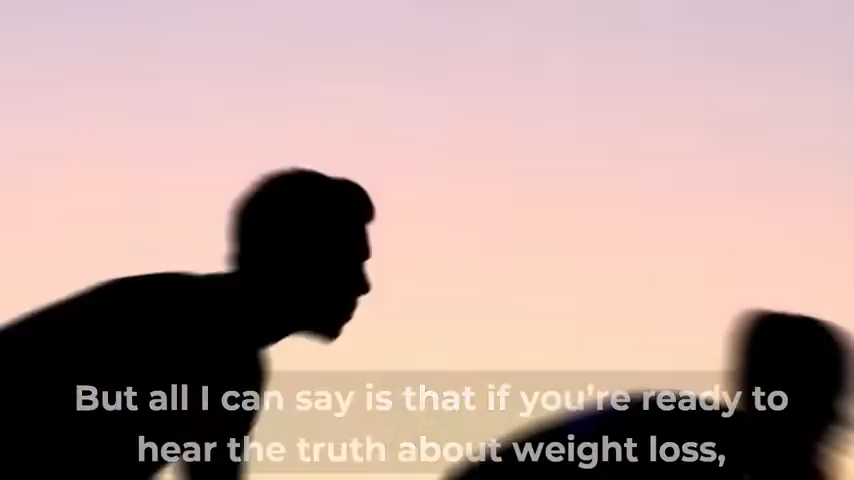 But all I can say is that if you're ready to
hear the truth about weight loss,